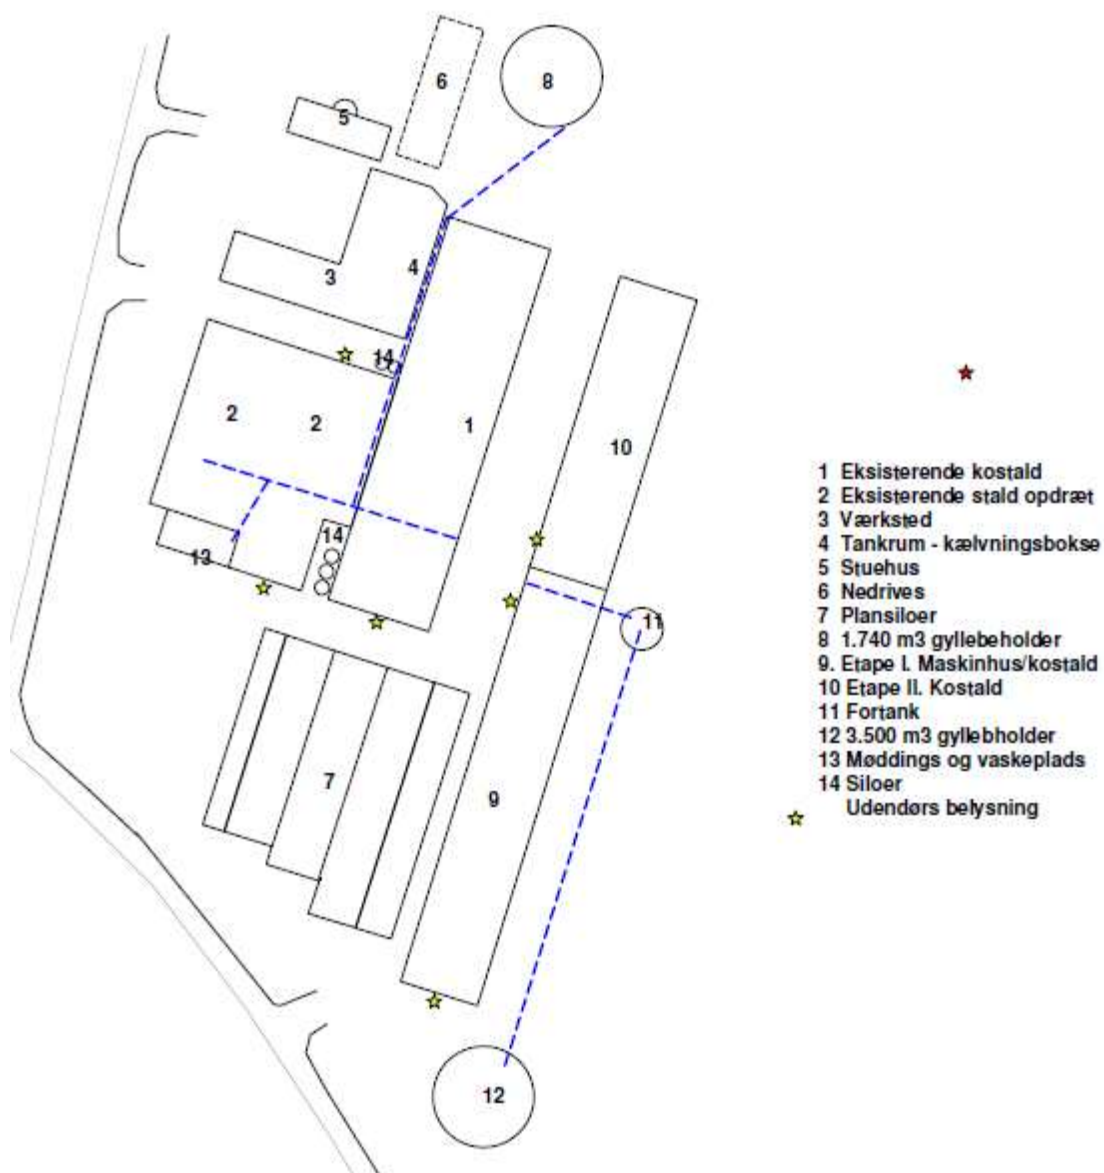 6
8
5
4
3
14
2
2
1
10
14
13
11
7
9
12
1 Eksisterende kostald
2 Eksisterende stald opdræt
3 Værksted
4 Tankrum - kælvningsbokse
5 Stuehus
6 Nedrives
7 Plansiloer
8 1.740 m3 gyllebeholder
9. Etape I. Maskinhus/kostald
10 Etape II. Kostald
11 Fortank
12 3.500 m3 gyllebholder
13 Møddings og vaskeplads
14 Siloer
Udendørs belysning